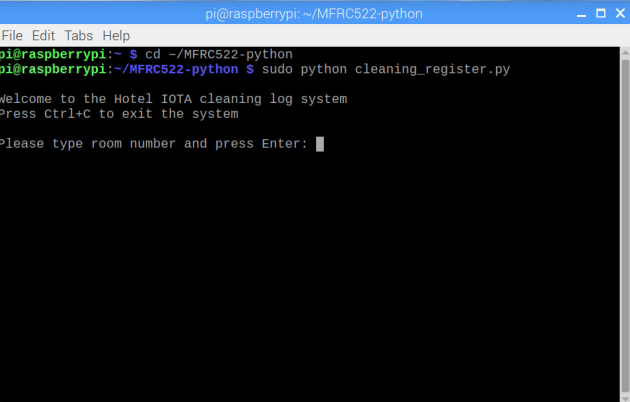 pi@raspberrypi: ~/MFRC522-python
File Edit Tabs Help
pi@raspberrypi:~ $ cd ~/MFRC522-python
pi@raspberrypi:~/MFRC522-python $ sudo python cleaning_register.py
Welcome to the Hotel IOTA cleaning log system
Press Ctrl+C to exit the system
Please type room number and press Enter: